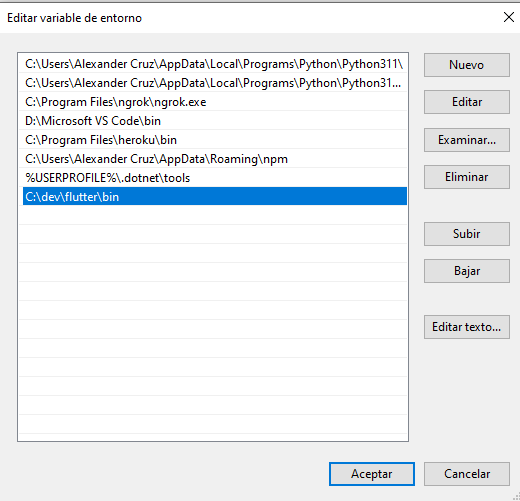 Editar variable de entorno
C:\Users\Alexander Cruz\AppData\Local\Programs\Python\Python311\
C:\Users\Alexander Cruz\AppData\Local\Programs\Python\Python31...
C:\Program Files\ngrok\ngrok.exe
D:\Microsoft VS Code\bin
C:\Program Files\heroku\bin
C:\Users\Alexander Cruz\AppData\Roaming\npm
%USERPROFILE%\.dotnet\tools
C:\dev\flutter\bin
Nuevo
Editar
Examinar...
Eliminar
Subir
Bajar
Editar texto...
Aceptar
Cancelar